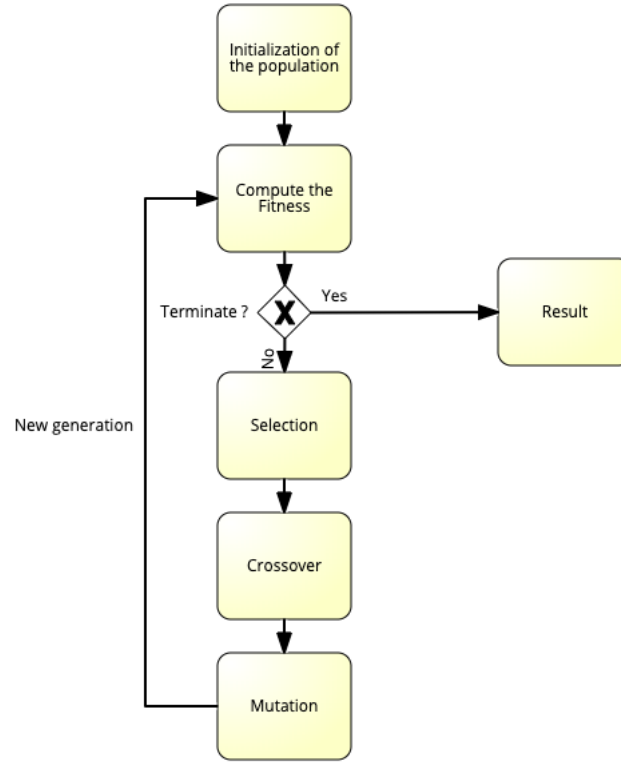 Initialization of
the population
Compute the
Fitness
Terminate ?
Yes
Result
No
Selection
New generation
Crossover
Mutation